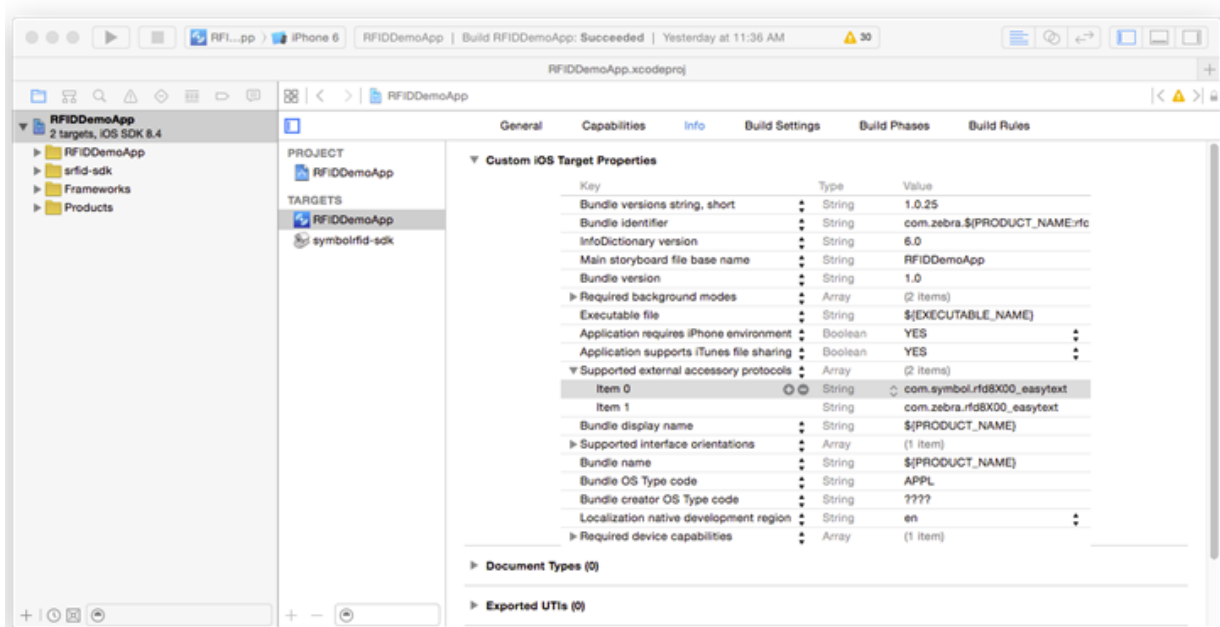 RFI...pp iPhone 6 RFIDDemoApp | Build RFIDDemoApp: Succeeded | Yesterday at 11:36 AM 30
RFIDDemoApp.xcodeproj
RFIDDemoApp
RFIDDemoApp
2 targets, iOS SDK 8.4
RFIDDemoApp
srfid-sdk
Frameworks
Products
PROJECT
RFIDDemoApp
TARGETS
RFIDDemoApp
symbolrfid-sdk
General Capabilities Info Build Settings Build Phases Build Rules
Custom iOS Target Properties
Key Type Value
Bundle versions string, short String 1.0.25
Bundle identifier String com.zebra.${PRODUCT_NAME:rfc
InfoDictionary version String 6.0
Main storyboard file base name String RFIDDemoApp
Bundle version String 1.0
Required background modes Array (2 items)
Executable file String ${EXECUTABLE_NAME}
Application requires iPhone environment Boolean YES
Application supports iTunes file sharing Boolean YES
Supported external accessory protocols Array (2 items)
Item 0 String com.symbol.rfd8X00_easytext
Item 1 String com.zebra.rfd8X00_easytext
Bundle display name String ${PRODUCT_NAME}
Supported interface orientations Array (1 item)
Bundle name String ${PRODUCT_NAME}
Bundle OS Type code String APPL
Bundle creator OS Type code String ????
Localization native development region String en
Required device capabilities Array (1 item)
Document Types (0)
Exported UTIs (0)